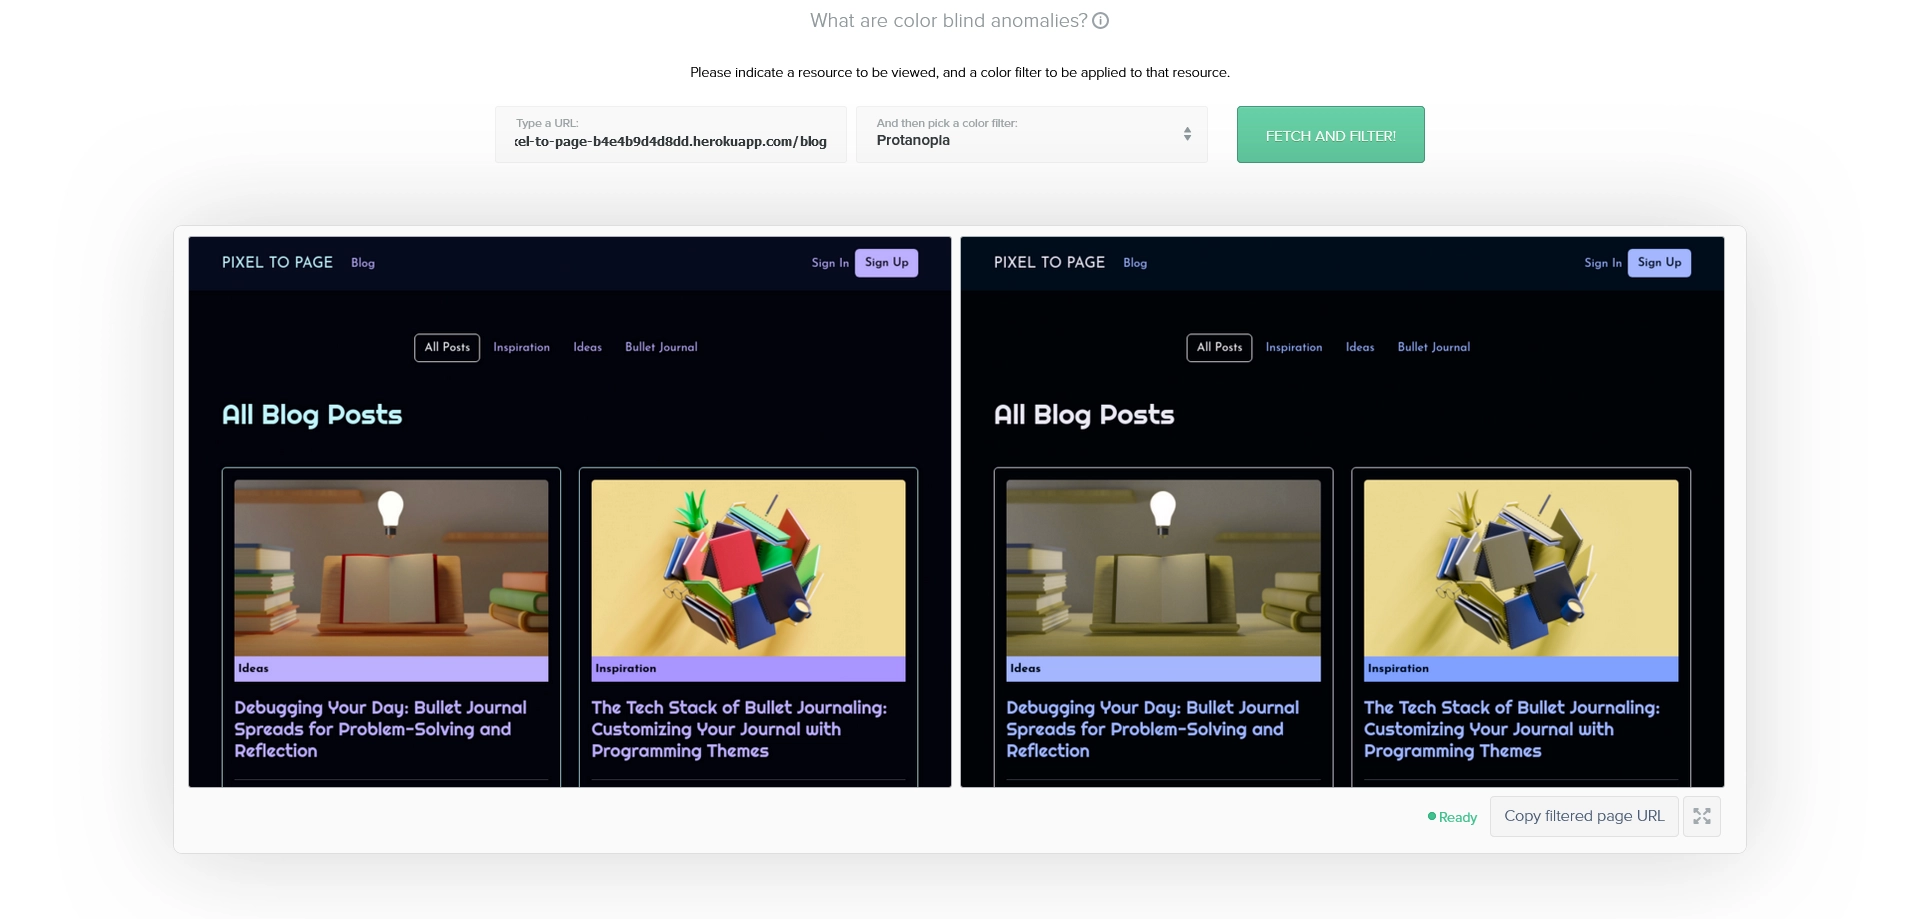 What are color blind anomalies?
Please indicate a resource to be viewed, and a color filter to be applied to that resource.
Type a URL:
xel-to-page-b4e4b9d4d8dd.herokuapp.com/blog
And then pick a color filter:
Protanopia
FETCH AND FILTER!
PIXEL TO PAGE Blog Sign In Sign Up
All Posts Inspiration Ideas Bullet Journal
All Blog Posts
Ideas
Debugging Your Day: Bullet Journal
Spreads for Problem-Solving and
Reflection
Inspiration
The Tech Stack of Bullet Journaling:
Customizing Your Journal with
Programming Themes
PIXEL TO PAGE Blog Sign In Sign Up
All Posts Inspiration Ideas Bullet Journal
All Blog Posts
Ideas
Debugging Your Day: Bullet Journal
Spreads for Problem-Solving and
Reflection
Inspiration
The Tech Stack of Bullet Journaling:
Customizing Your Journal with
Programming Themes
Ready
Copy filtered page URL